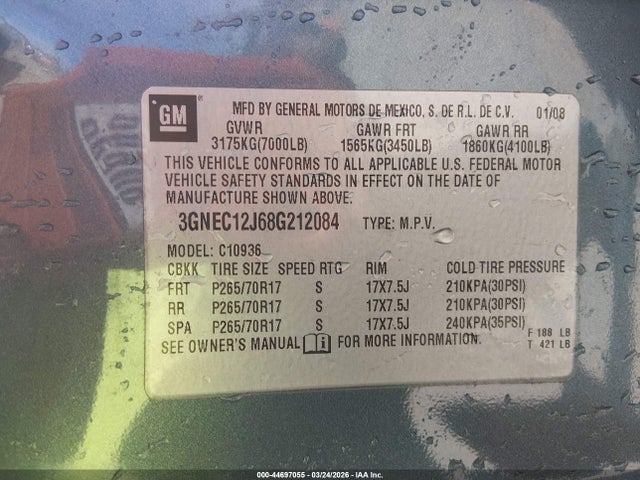 GM
MFD BY GENERAL MOTORS DE MEXICO, S. DE R.L. DE C.V. 01/08
GVWR GAWR FRT GAWR RR
3175KG(7000LB) 1565KG(3450LB) 1860KG(4100LB)
THIS VEHICLE CONFORMS TO ALL APPLICABLE U.S. FEDERAL MOTOR
VEHICLE SAFETY STANDARDS IN EFFECT ON THE DATE OF
MANUFACTURE SHOWN ABOVE.
3GNEC12J68G212084 TYPE: M.P.V.
MODEL: C10936
CBKK TIRE SIZE SPEED RTG RIM COLD TIRE PRESSURE
FRT P265/70R17 S 17X7.5J 210KPA(30PSI)
RR P265/70R17 S 17X7.5J 210KPA(30PSI)
SPA P265/70R17 S 17X7.5J 240KPA(35PSI)
SEE OWNER'S MANUAL i FOR MORE INFORMATION.
F 188 LB
T 421 LB
000-44697055 - 03/24/2026 - IAA Inc.